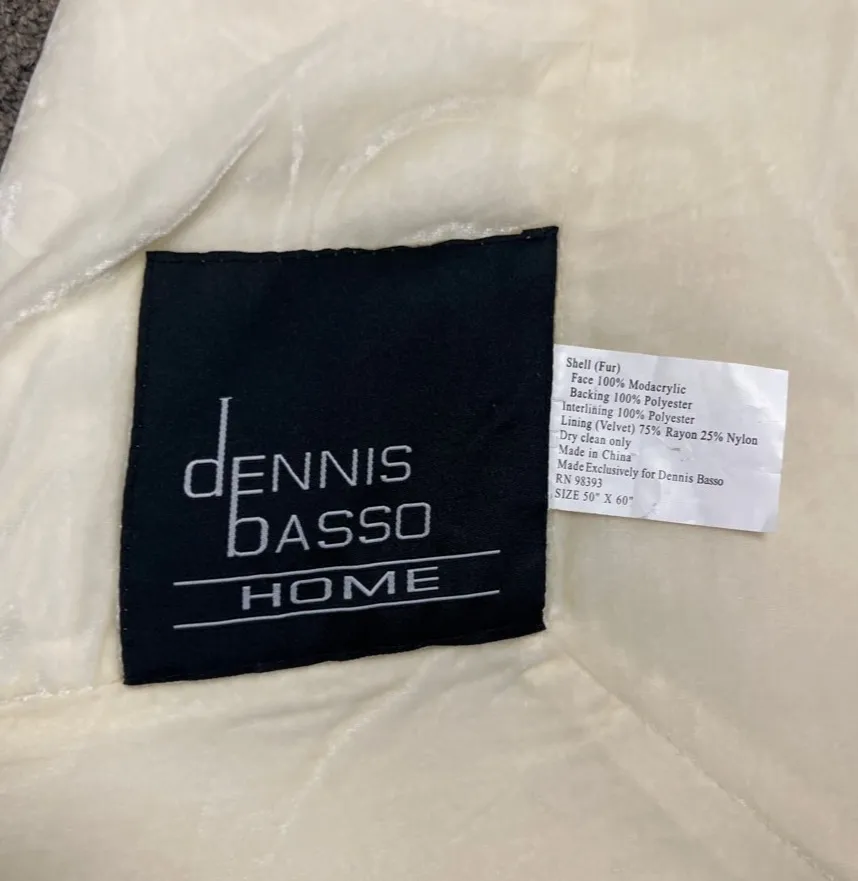 dENNIS
bASSO
HOME
Shell (Fur)
Face 100% Modacrylic
Backing 100% Polyester
Interlining 100% Polyester
Lining (Velvet) 75% Rayon 25% Nylon
Dry clean only
Made in China
Made Exclusively for Dennis Basso
RN 98393
SIZE 50" X 60"